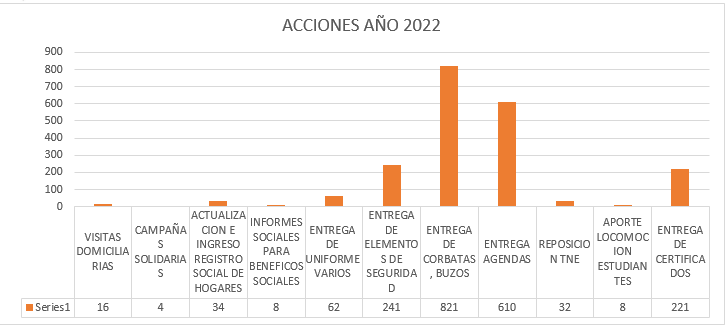 ACCIONES AÑO 2022
900
800
700
600
500
400
300
200
100
0
VISITAS
DOMICILIA
RIAS
CAMPAÑA
S
SOLIDARIA
S
ACTUALIZA
CION E
INGRESO
REGISTRO
SOCIAL DE
HOGARES
INFORMES
SOCIALES
PARA
BENEFICOS
SOCIALES
ENTREGA
DE
UNIFORME
VARIOS
ENTREGA
DE
ELEMENTO
S DE
SEGURIDA
D
ENTREGA
DE
CORBATAS
, BUZOS
ENTREGA
AGENDAS
REPOSICIO
N TNE
APORTE
LOCOMOC
ION
ESTUDIAN
TES
ENTREGA
DE
CERTIFICA
DOS
Series1 16 4 34 8 62 241 821 610 32 8 221